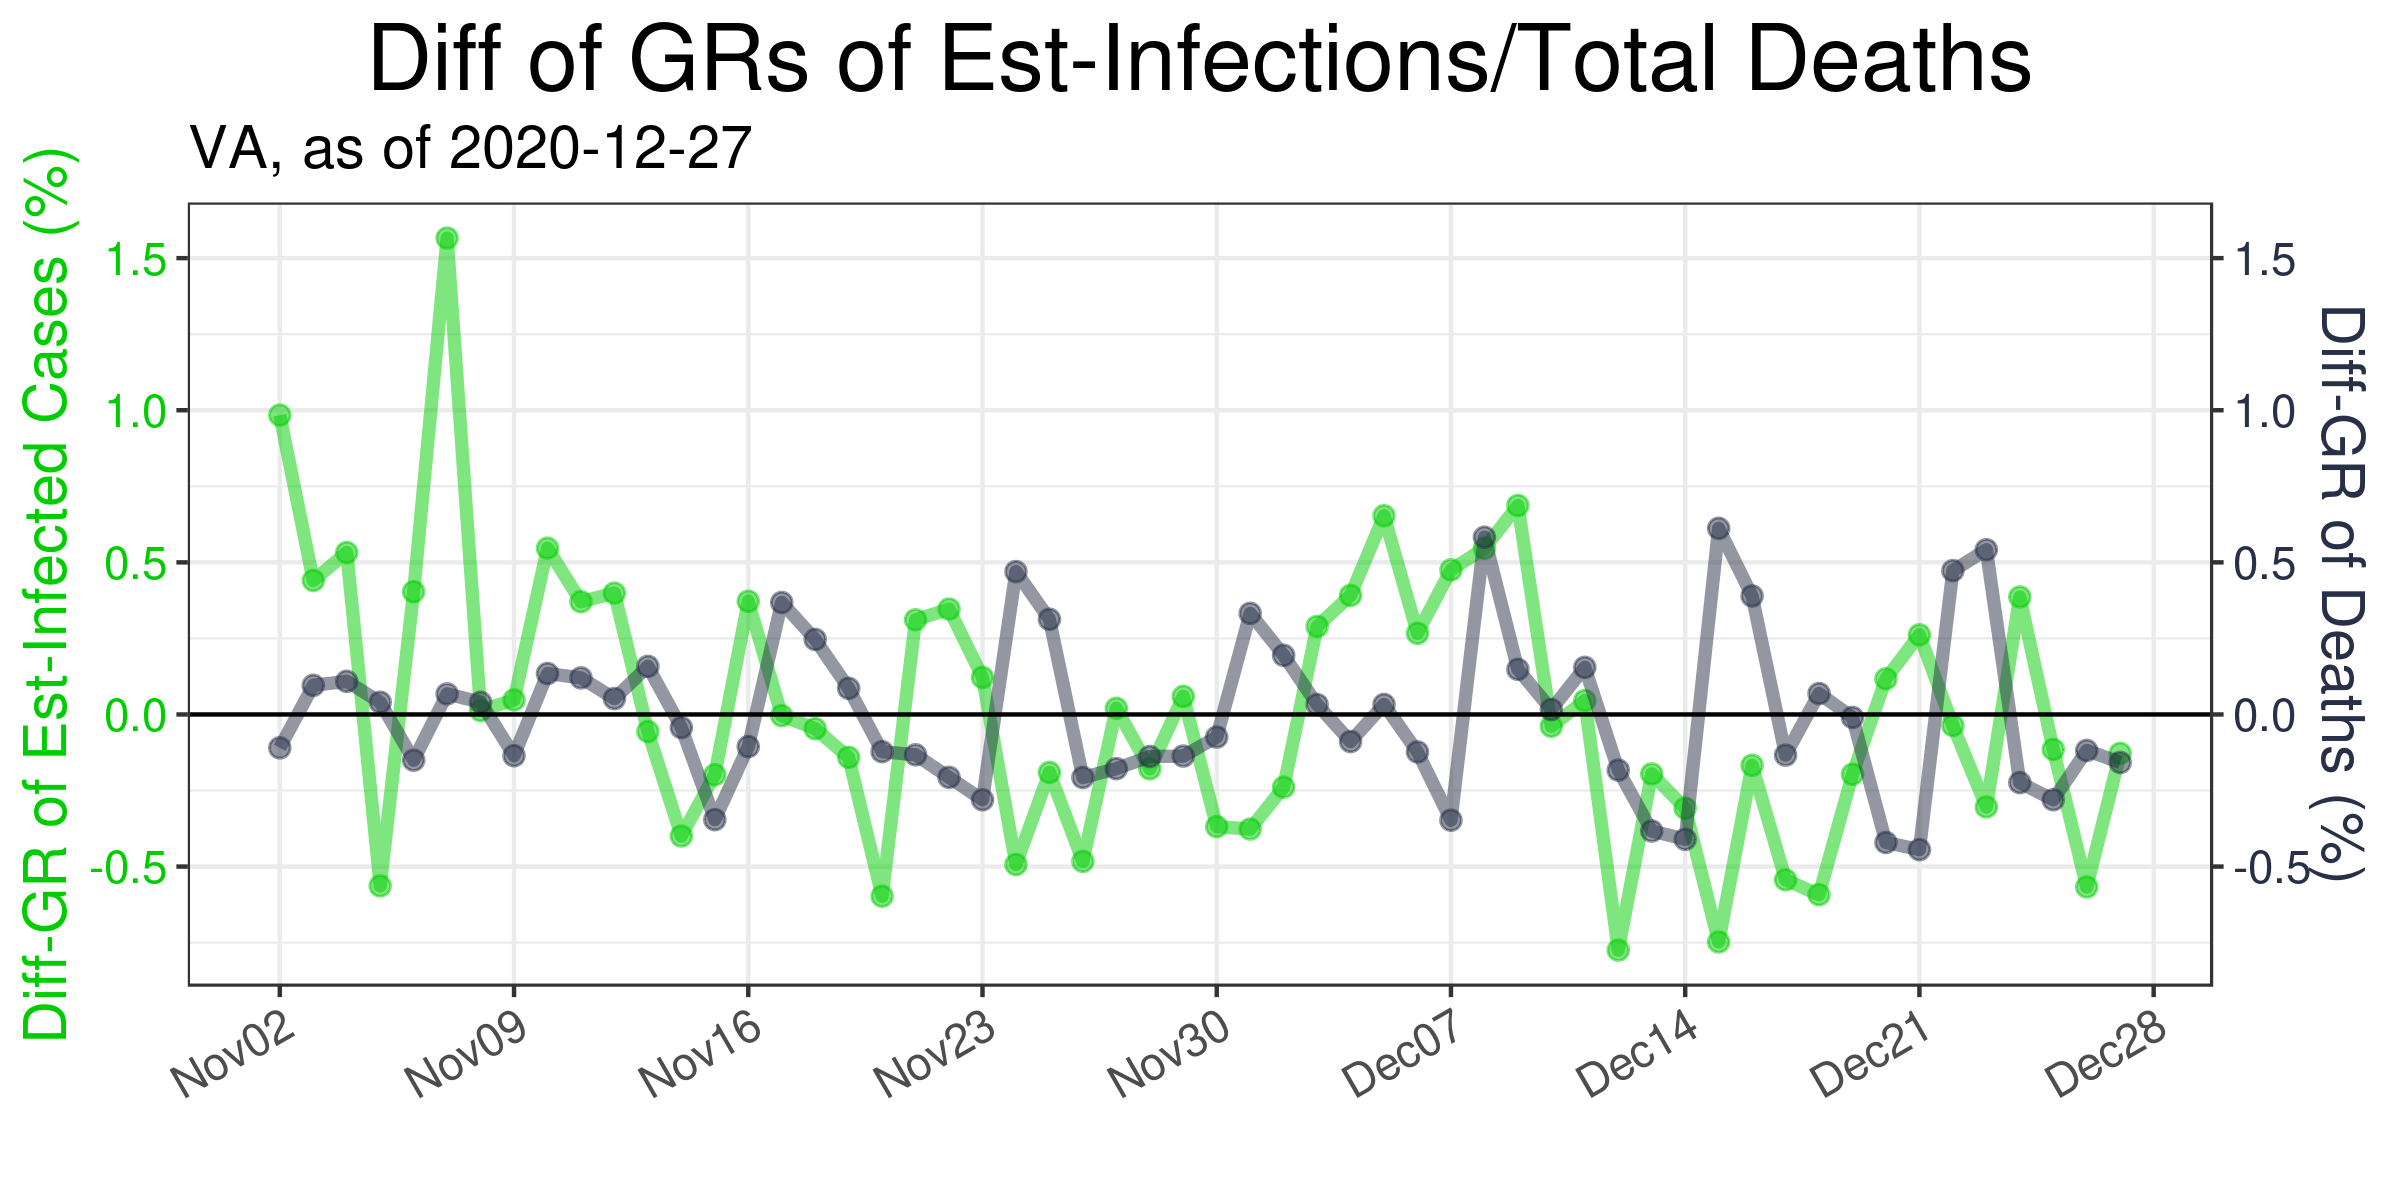 Diff of GRs of Est-Infections/Total Deaths
VA, as of 2020-12-27
Diff-GR of Est-Infected Cases (%)
1.5
1.0
0.5
0.0
-0.5
1.5
1.0
0.5
0.0
-0.5
Diff-GR of Deaths (%)
Nov02
Nov09
Nov16
Nov23
Nov30
Dec07
Dec14
Dec21
Dec28